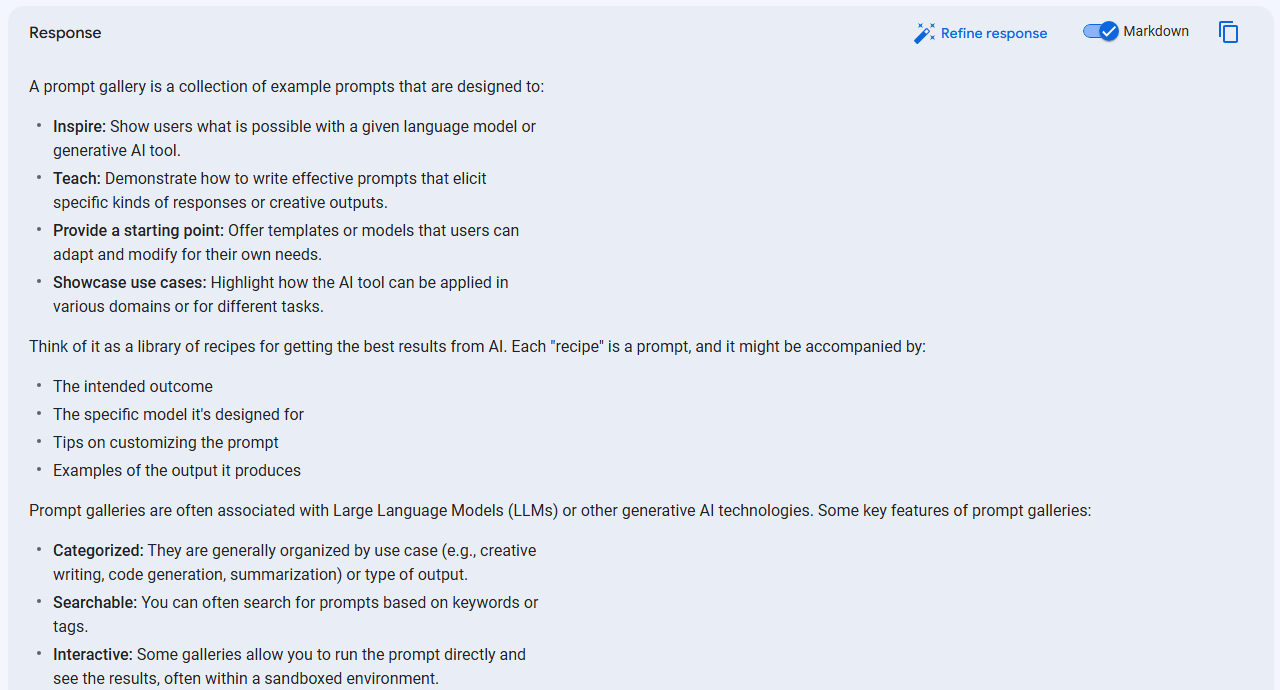 Response
Refine response
Markdown
A prompt gallery is a collection of example prompts that are designed to:
• Inspire: Show users what is possible with a given language model or
generative AI tool.
• Teach: Demonstrate how to write effective prompts that elicit
specific kinds of responses or creative outputs.
• Provide a starting point: Offer templates or models that users can
adapt and modify for their own needs.
• Showcase use cases: Highlight how the AI tool can be applied in
various domains or for different tasks.
Think of it as a library of recipes for getting the best results from AI. Each "recipe" is a prompt, and it might be accompanied by:
• The intended outcome
• The specific model it's designed for
• Tips on customizing the prompt
• Examples of the output it produces
Prompt galleries are often associated with Large Language Models (LLMs) or other generative AI technologies. Some key features of prompt galleries:
• Categorized: They are generally organized by use case (e.g., creative
writing, code generation, summarization) or type of output.
• Searchable: You can often search for prompts based on keywords or
tags.
• Interactive: Some galleries allow you to run the prompt directly and
see the results, often within a sandboxed environment.